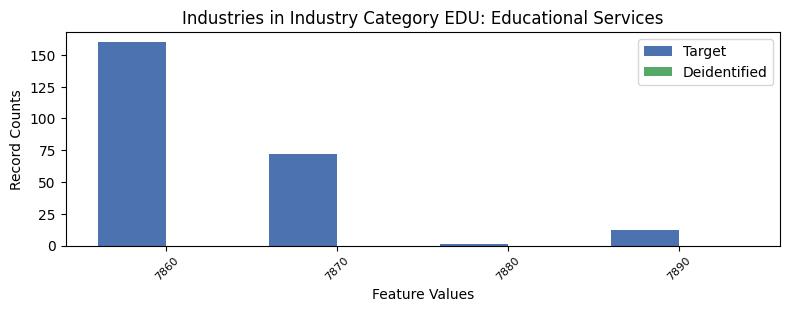 Industries in Industry Category EDU: Educational Services
Target
Deidentified
Record Counts
150
125
100
75
50
25
0
7860
7870
7880
7890
Feature Values